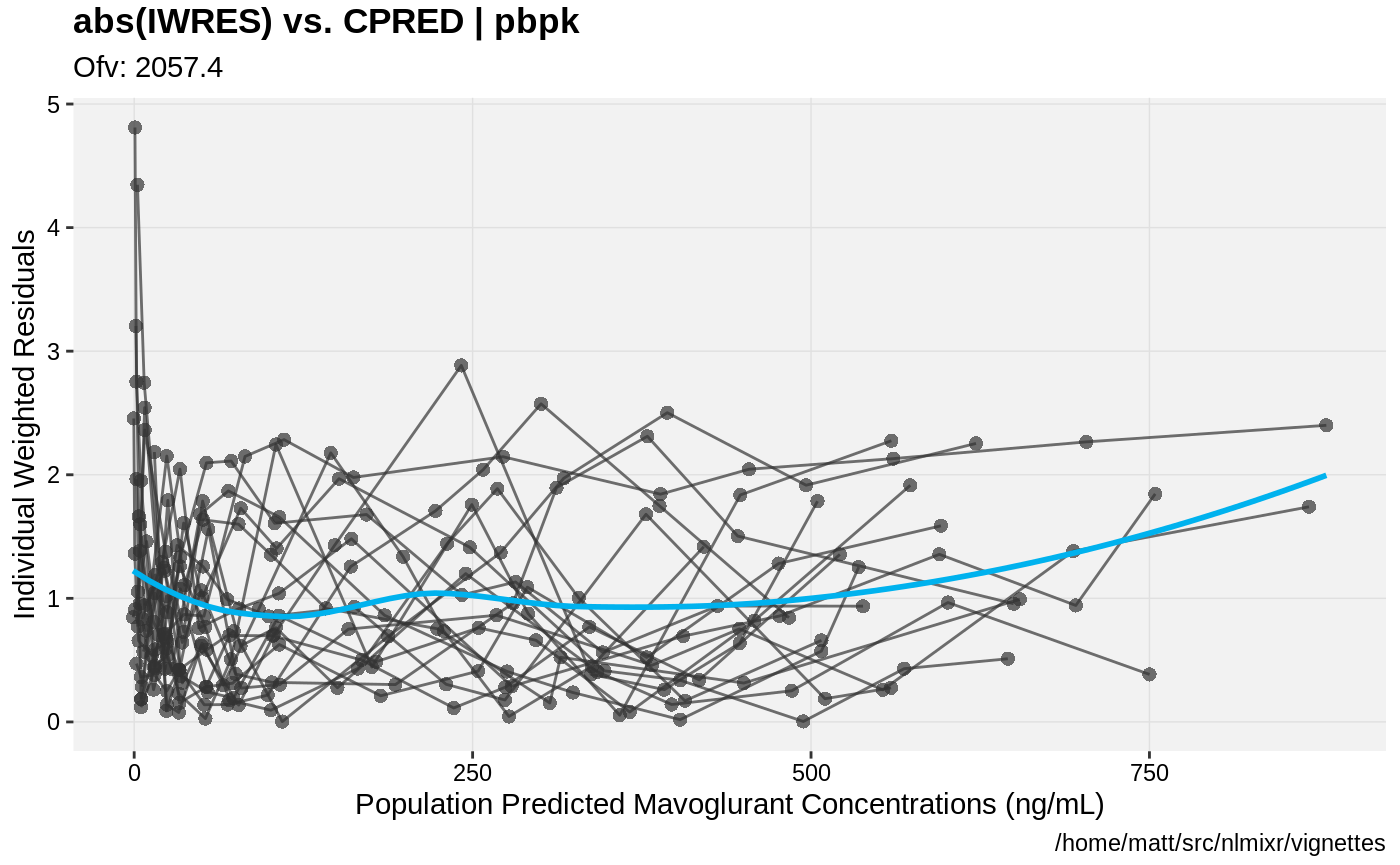 abs(IWRES) vs. CPRED | pbpk
Ofv: 2057.4
5
4
3
2
1
0
Individual Weighted Residuals
0 250 500 750
Population Predicted Mavoglurant Concentrations (ng/mL)
/home/matt/src/nlmixr/vignettes